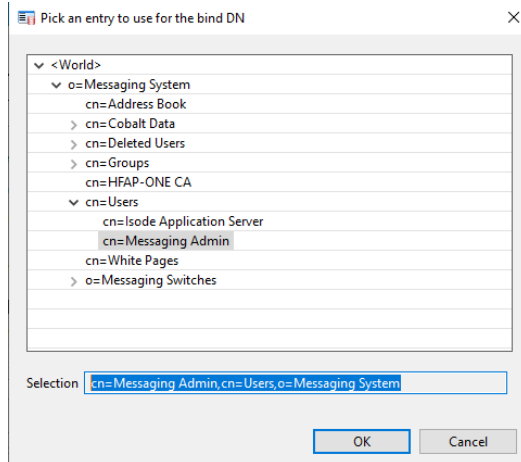 Pick an entry to use for the bind DN
<World>
o=Messaging System
cn=Address Book
cn=Cobalt Data
cn=Deleted Users
cn=Groups
cn=HFAP-ONE CA
cn=Users
cn=Isode Application Server
cn=Messaging Admin
cn=White Pages
o=Messaging Switches
Selection cn=Messaging Admin,cn=Users,o=Messaging System
OK Cancel